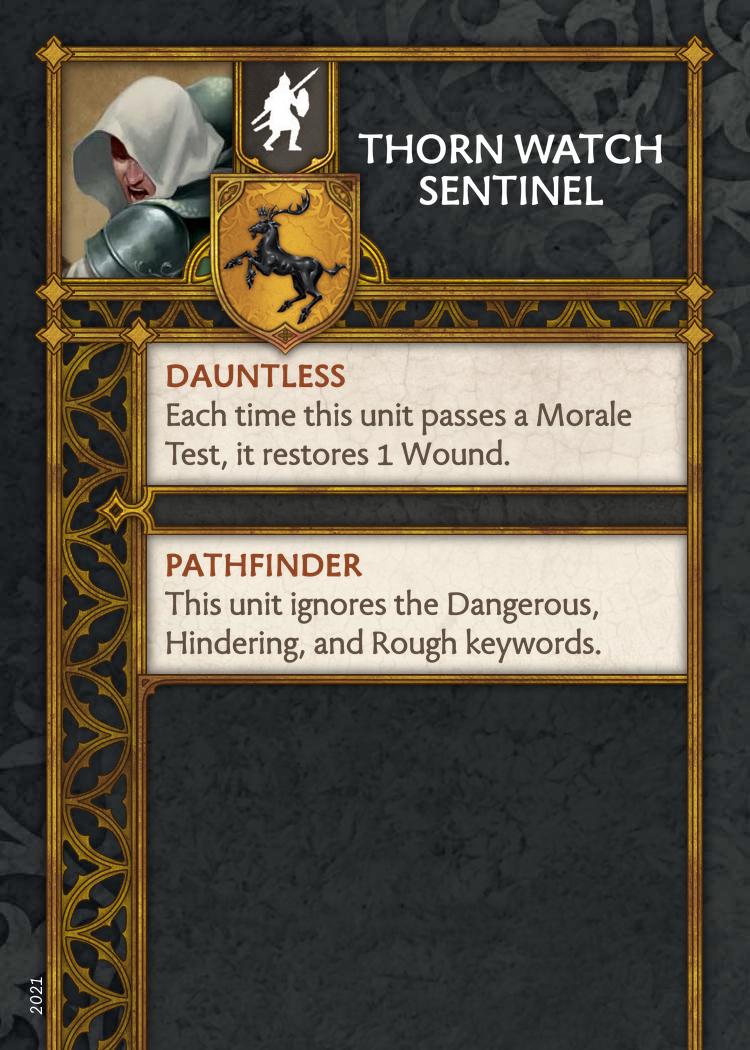 THORN WATCH
SENTINEL
DAUNTLESS
Each time this unit passes a Morale
Test, it restores 1 Wound.
PATHFINDER
This unit ignores the Dangerous,
Hindering, and Rough keywords.
2021